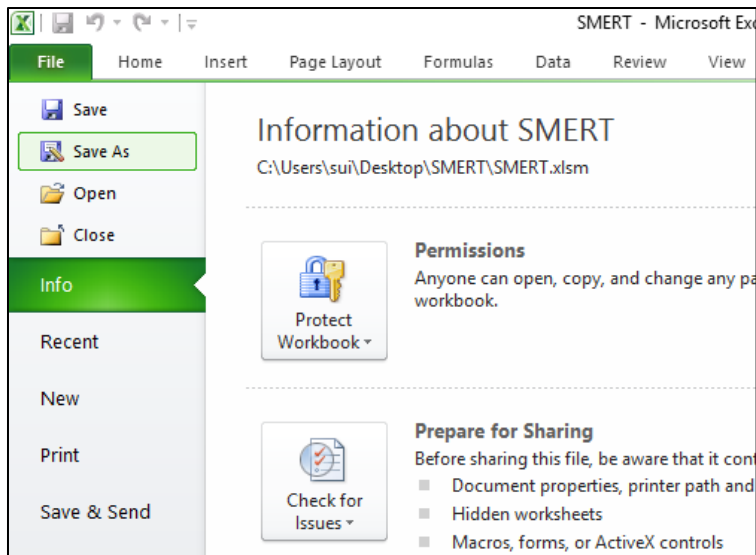 SMERT - Microsoft Exc
File Home Insert Page Layout Formulas Data Review View
Save
Save As
Open
Close
Info
Recent
New
Print
Save & Send
Information about SMERT
C:\Users\sui\Desktop\SMERT\SMERT.xlsm
Protect
Workbook
Permissions
Anyone can open, copy, and change any pa
workbook.
Check for
Issues
Prepare for Sharing
Before sharing this file, be aware that it cont
Document properties, printer path and
Hidden worksheets
Macros, forms, or ActiveX controls